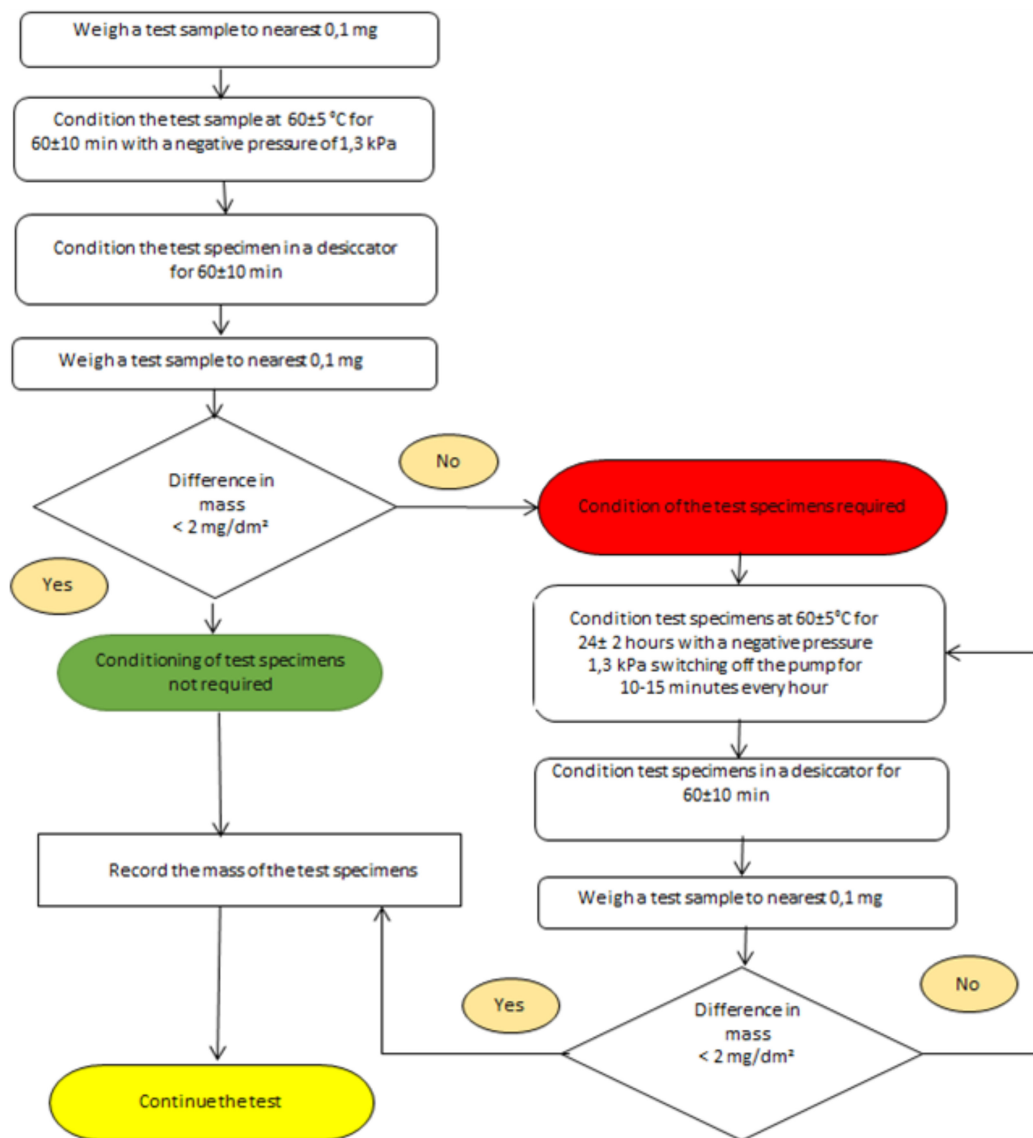 Weigh a test sample to nearest 0,1 mg
Condition the test sample at 60±5 ⁰C for
60±10 min with a negative pressure of 1,3 kPa
Condition the test specimen in a desiccator
for 60±10 min
Weigh a test sample to nearest 0,1 mg
Difference in
mass
< 2 mg/dm²
No
Yes
Condition of the test specimens required
Conditioning of test specimens
not required
Condition test specimens at 60±5⁰C for
24± 2 hours with a negative pressure
1,3 kPa switching off the pump for
10-15 minutes every hour
Condition test specimens in a desiccator for
60±10 min
Record the mass of the test specimens
Weigh a test sample to nearest 0,1 mg
Yes
No
Difference in
mass
< 2 mg/dm²
Continue the test